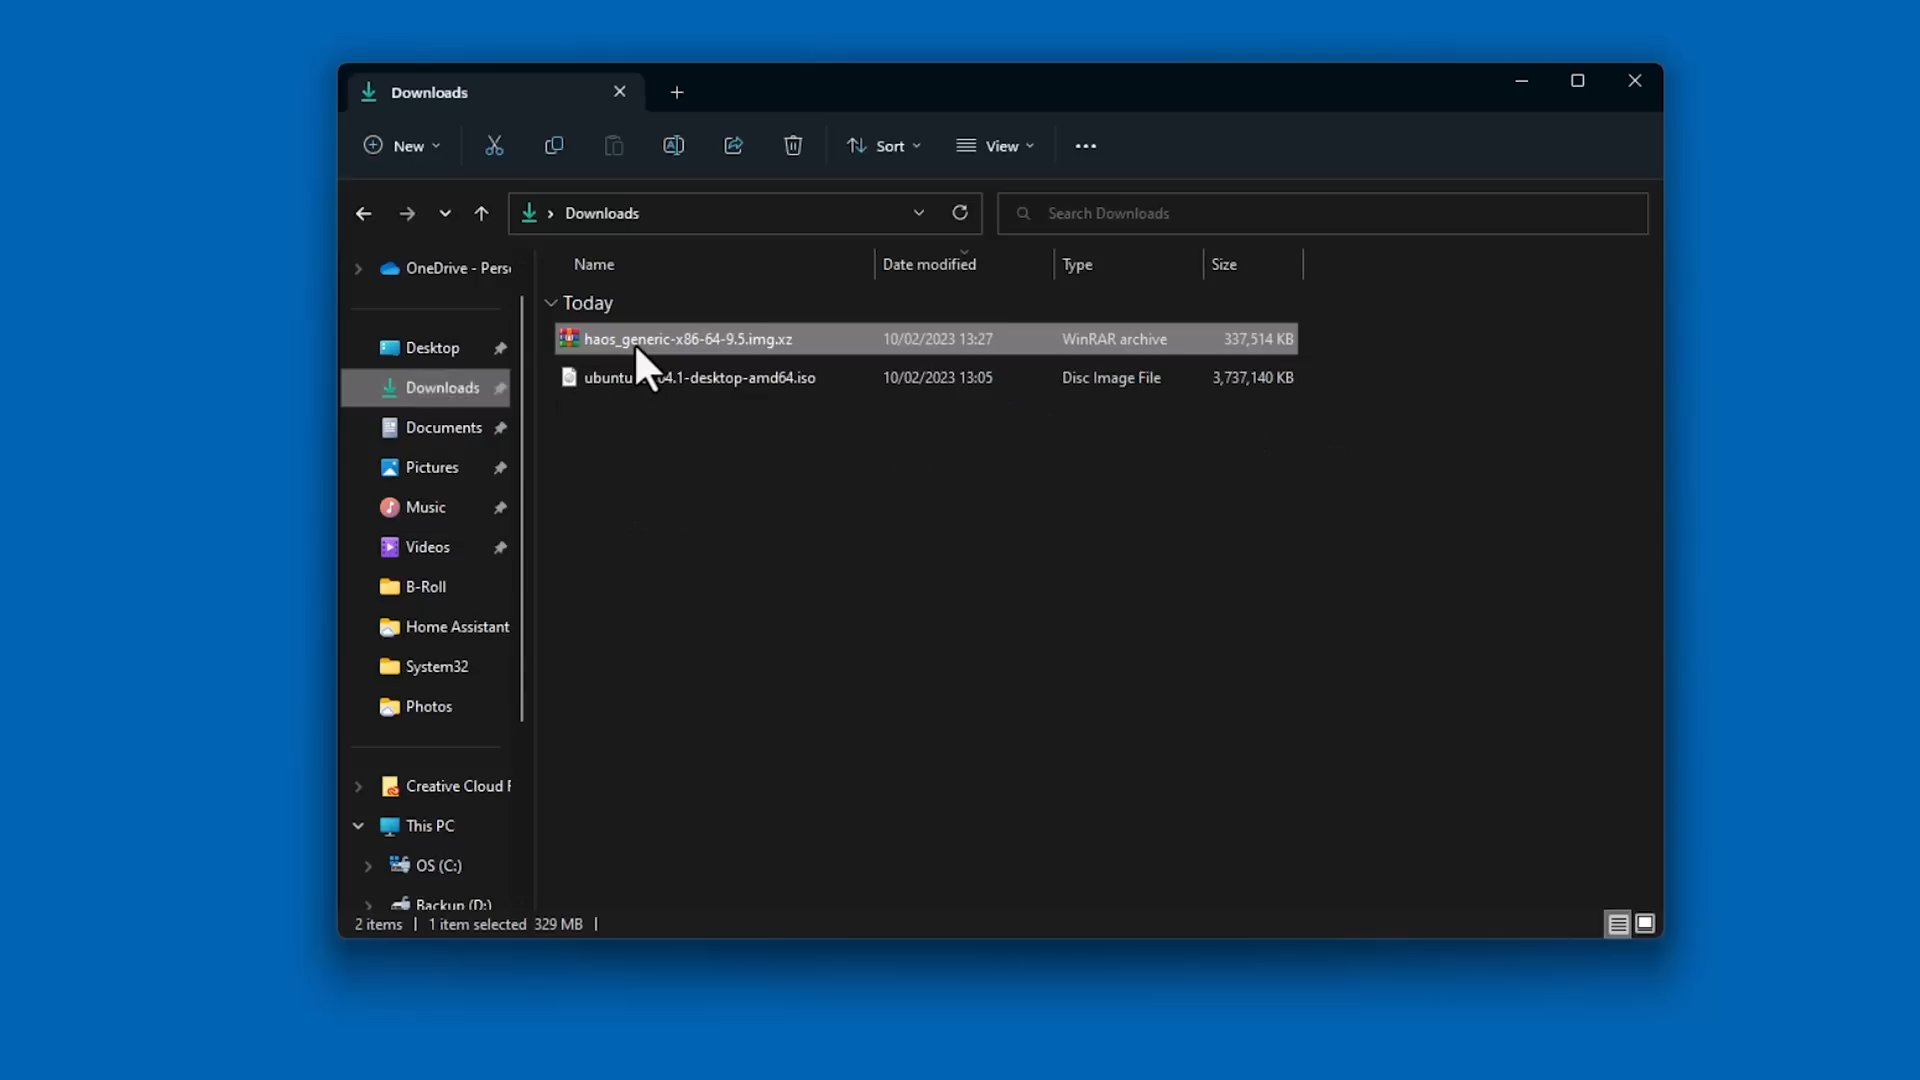 Downloads
New
Sort
View
Downloads
Search Downloads
OneDrive - Pers
Name
Date modified
Type
Size
Today
haos_generic-x86-64-9.5.img.xz 10/02/2023 13:27 WinRAR archive 337,514 KB
ubuntu 04.1-desktop-amd64.iso 10/02/2023 13:05 Disc Image File 3,737,140 KB
Desktop
Downloads
Documents
Pictures
Music
Videos
B-Roll
Home Assistant
System32
Photos
Creative Cloud F
This PC
OS (C:)
Backup (D:)
2 items
1 item selected 329 MB